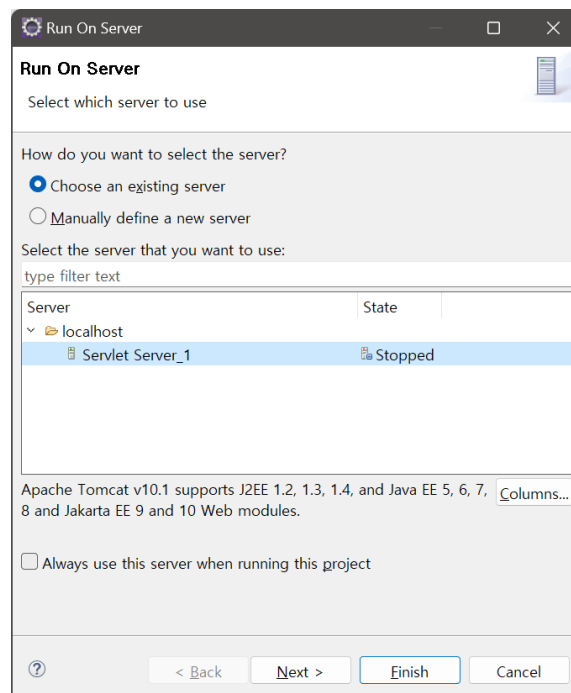 Run On Server
Run On Server
Select which server to use
How do you want to select the server?
Choose an existing server
Manually define a new server
Select the server that you want to use:
type filter text
Server State
localhost
Servlet Server_1 Stopped
Apache Tomcat v10.1 supports J2EE 1.2, 1.3, 1.4, and Java EE 5, 6, 7,
8 and Jakarta EE 9 and 10 Web modules.
Columns...
Always use this server when running this project
? < Back Next > Finish Cancel